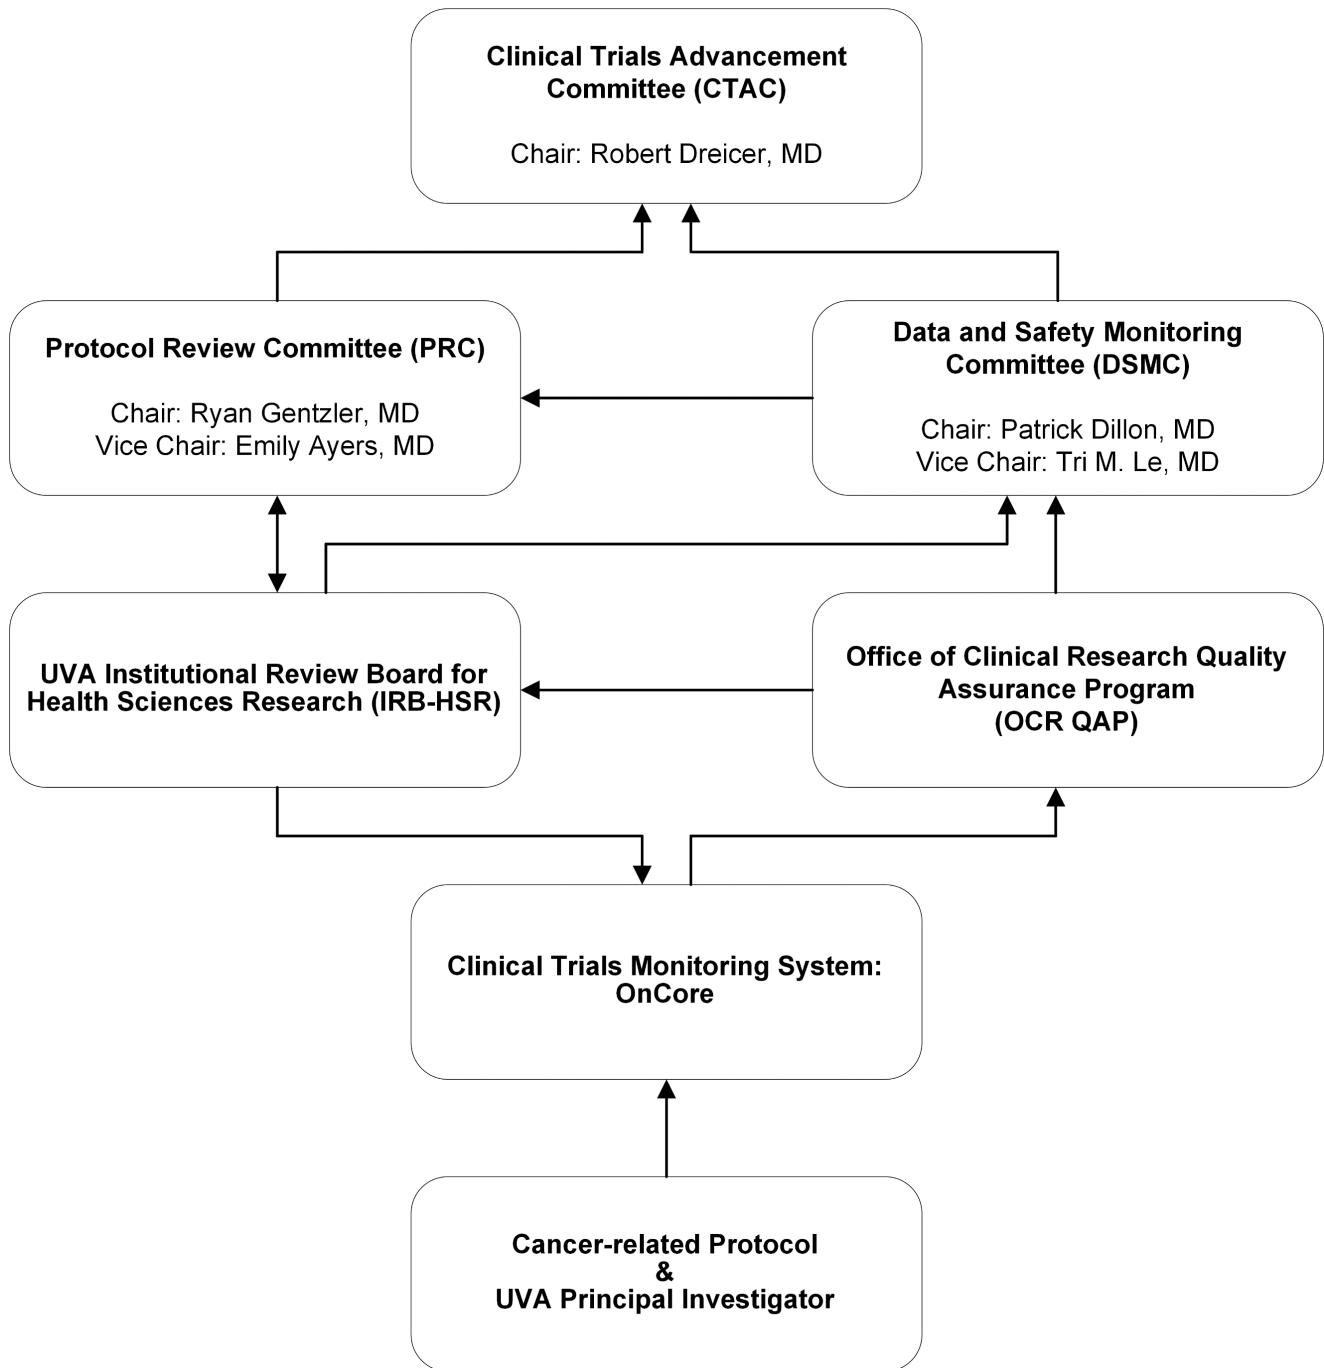 Clinical Trials Advancement
Committee (CTAC)
Chair: Robert Dreicer, MD
Protocol Review Committee (PRC)
Chair: Ryan Gentzler, MD
Vice Chair: Emily Ayers, MD
Data and Safety Monitoring
Committee (DSMC)
Chair: Patrick Dillon, MD
Vice Chair: Tri M. Le, MD
UVA Institutional Review Board for
Health Sciences Research (IRB-HSR)
Office of Clinical Research Quality
Assurance Program
(OCR QAP)
Clinical Trials Monitoring System:
OnCore
Cancer-related Protocol
&
UVA Principal Investigator